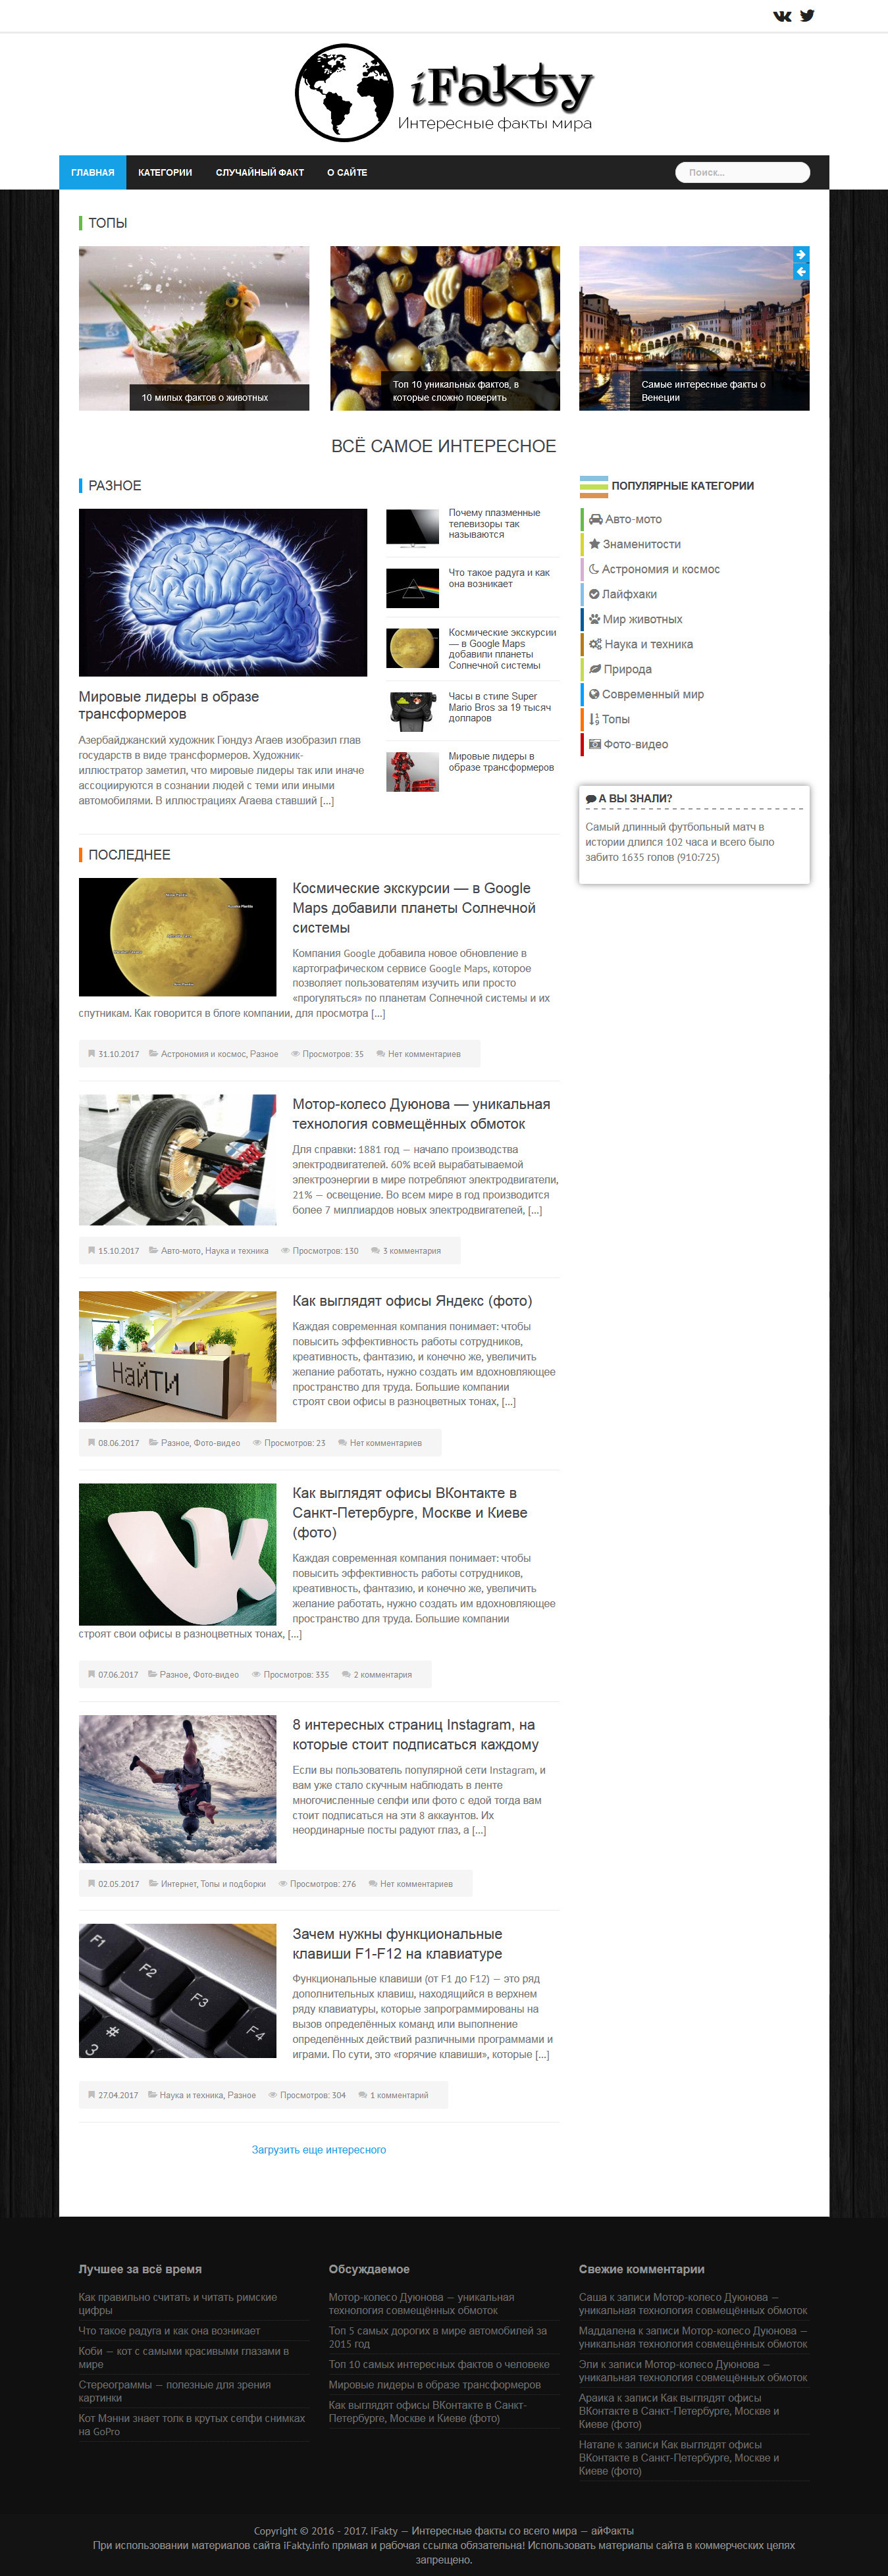 iFakty
Интересные факты мира
ГЛАВНАЯ
КАТЕГОРИИ
СЛУЧАЙНЫЙ ФАКТ
О САЙТЕ
Поиск...
ТОПЫ
10 милых фактов о животных
Топ 10 уникальных фактов, в
которые сложно поверить
Самые интересные факты о
Венеции
ВСЁ САМОЕ ИНТЕРЕСНОЕ
РАЗНОЕ
Мировые лидеры в образе
трансформеров
Азербайджанский художник Гюндуз Агаев изобразил глав
государств в виде трансформеров. Художник-
иллюстратор заметил, что мировые лидеры так или иначе
ассоциируются в сознании людей с теми или иными
автомобилями. В иллюстрациях Агаева ставший [...]
Почему плазменные
телевизоры так
называются
Что такое радуга и как
она возникает
Космические экскурсии
— в Google Maps
добавили планеты
Солнечной системы
Часы в стиле Super
Mario Bros за 19 тысяч
долларов
Мировые лидеры в
образе трансформеров
ПОПУЛЯРНЫЕ КАТЕГОРИИ
Авто-мото
Знаменитости
Астрономия и космос
Лайфхаки
Мир животных
Наука и техника
Природа
Современный мир
Топы
Фото-видео
А ВЫ ЗНАЛИ?
Самый длинный футбольный матч в
истории длился 102 часа и всего было
забито 1635 голов (910:725)
ПОСЛЕДНЕЕ
Космические экскурсии — в Google
Maps добавили планеты Солнечной
системы
Компания Google добавила новое обновление в
картографическом сервисе Google Maps, которое
позволяет пользователям изучить или просто
«прогуляться» по планетам Солнечной системы и их
спутникам. Как говорится в блоге компании, для просмотра [...]
31.10.2017 Астрономия и космос, Разное Просмотров: 35 Нет комментариев
Мотор-колесо Дуюнова — уникальная
технология совмещённых обмоток
Для справки: 1881 год — начало производства
электродвигателей. 60% всей вырабатываемой
электроэнергии в мире потребляют электродвигатели,
21% — освещение. Во всем мире в год производится
более 7 миллиардов новых электродвигателей, [...]
15.10.2017 Авто-мото, Наука и техника Просмотров: 130 3 комментария
Найти
Как выглядят офисы Яндекс (фото)
Каждая современная компания понимает: чтобы
повысить эффективность работы сотрудников,
креативность, фантазию, и конечно же, увеличить
желание работать, нужно создать им вдохновляющее
пространство для труда. Большие компании
строят свои офисы в разноцветных тонах, [...]
08.06.2017 Разное, Фото-видео Просмотров: 23 Нет комментариев
Как выглядят офисы ВКонтакте в
Санкт-Петербурге, Москве и Киеве
(фото)
Каждая современная компания понимает: чтобы
повысить эффективность работы сотрудников,
креативность, фантазию, и конечно же, увеличить
желание работать, нужно создать им вдохновляющее
пространство для труда. Большие компании
строят свои офисы в разноцветных тонах, [...]
07.06.2017 Разное, Фото-видео Просмотров: 335 2 комментария
8 интересных страниц Instagram, на
которые стоит подписаться каждому
Если вы пользователь популярной сети Instagram, и
вам уже стало скучным наблюдать в ленте
многочисленные селфи или фото с едой тогда вам
стоит подписаться на эти 8 аккаунтов. Их
неординарные посты радуют глаз, а [...]
02.05.2017 Интернет, Топы и подборки Просмотров: 276 Нет комментариев
F1
F2
F3
F4
#
3
Зачем нужны функциональные
клавиши F1-F12 на клавиатуре
Функциональные клавиши (от F1 до F12) — это ряд
дополнительных клавиш, находящийся в верхнем
ряду клавиатуры, которые запрограммированы на
вызов определённых команд или выполнение
определённых действий различными программами и
играми. По сути, это «горячие клавиши», которые [...]
27.04.2017 Наука и техника, Разное Просмотров: 304 1 комментарий
Загрузить еще интересного
Лучшее за всё время
Как правильно считать и читать римские
цифры
Что такое радуга и как она возникает
Коби — кот с самыми красивыми глазами в
мире
Стереограммы — полезные для зрения
картинки
Кот Мэнни знает толк в крутых селфи снимках
на GoPro
Обсуждаемое
Мотор-колесо Дуюнова — уникальная
технология совмещённых обмоток
Топ 5 самых дорогих в мире автомобилей за
2015 год
Топ 10 самых интересных фактов о человеке
Мировые лидеры в образе трансформеров
Как выглядят офисы ВКонтакте в Санкт-
Петербурге, Москве и Киеве (фото)
Свежие комментарии
Саша к записи Мотор-колесо Дуюнова —
уникальная технология совмещённых обмоток
Маддалена к записи Мотор-колесо Дуюнова —
уникальная технология совмещённых обмоток
Эли к записи Мотор-колесо Дуюнова —
уникальная технология совмещённых обмоток
Араика к записи Как выглядят офисы
ВКонтакте в Санкт-Петербурге, Москве и
Киеве (фото)
Натале к записи Как выглядят офисы
ВКонтакте в Санкт-Петербурге, Москве и
Киеве (фото)
Copyright © 2016 - 2017. iFakty — Интересные факты со всего мира — айФакты
При использовании материалов сайта iFakty.info прямая и рабочая ссылка обязательна! Использовать материалы сайта в коммерческих целях
запрещено.